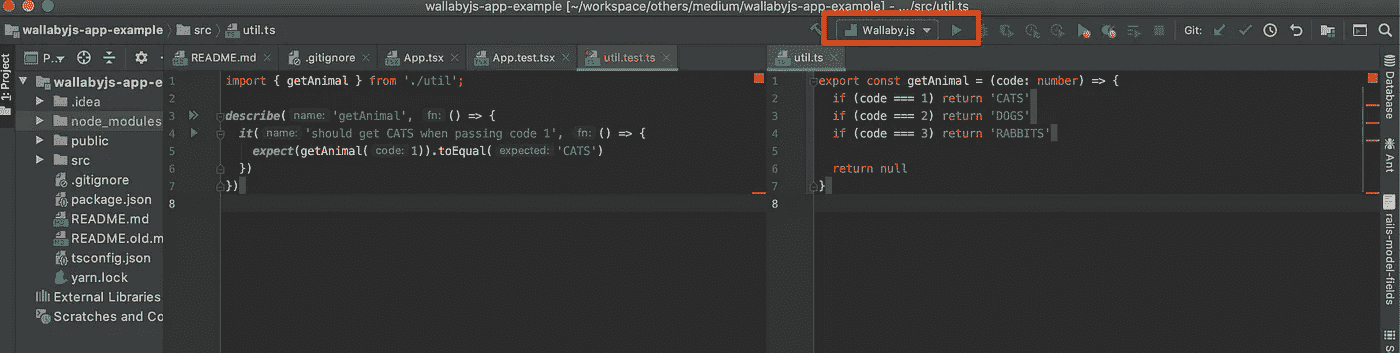 wallabyjs-app-example [~/workspace/others/medium/wallabyjs-app-example] - .../src/util.ts
wallabyjs-app-example src util.ts
Wallaby.js
Git:
1: Project
P...
README.md .gitignore App.tsx App.test.tsx util.test.ts
util.ts
wallabyjs-app-exampl
.idea
node_modules
public
src
.gitignore
package.json
README.md
README.old.m
tsconfig.json
yarn.lock
External Libraries
Scratches and Co
1 import { getAnimal } from './util';
2
3 describe( name: 'getAnimal', fn: () => {
4 it( name: 'should get CATS when passing code 1', fn: () => {
5 expect(getAnimal( code: 1)).toEqual( expected: 'CATS')
6 })
7 })
8
1 export const getAnimal = (code: number) => {
2 if (code === 1) return 'CATS'
3 if (code === 2) return 'DOGS'
4 if (code === 3) return 'RABBITS'
5
6 return null
7 }
8
Database
Ant
rails-model-fields
S